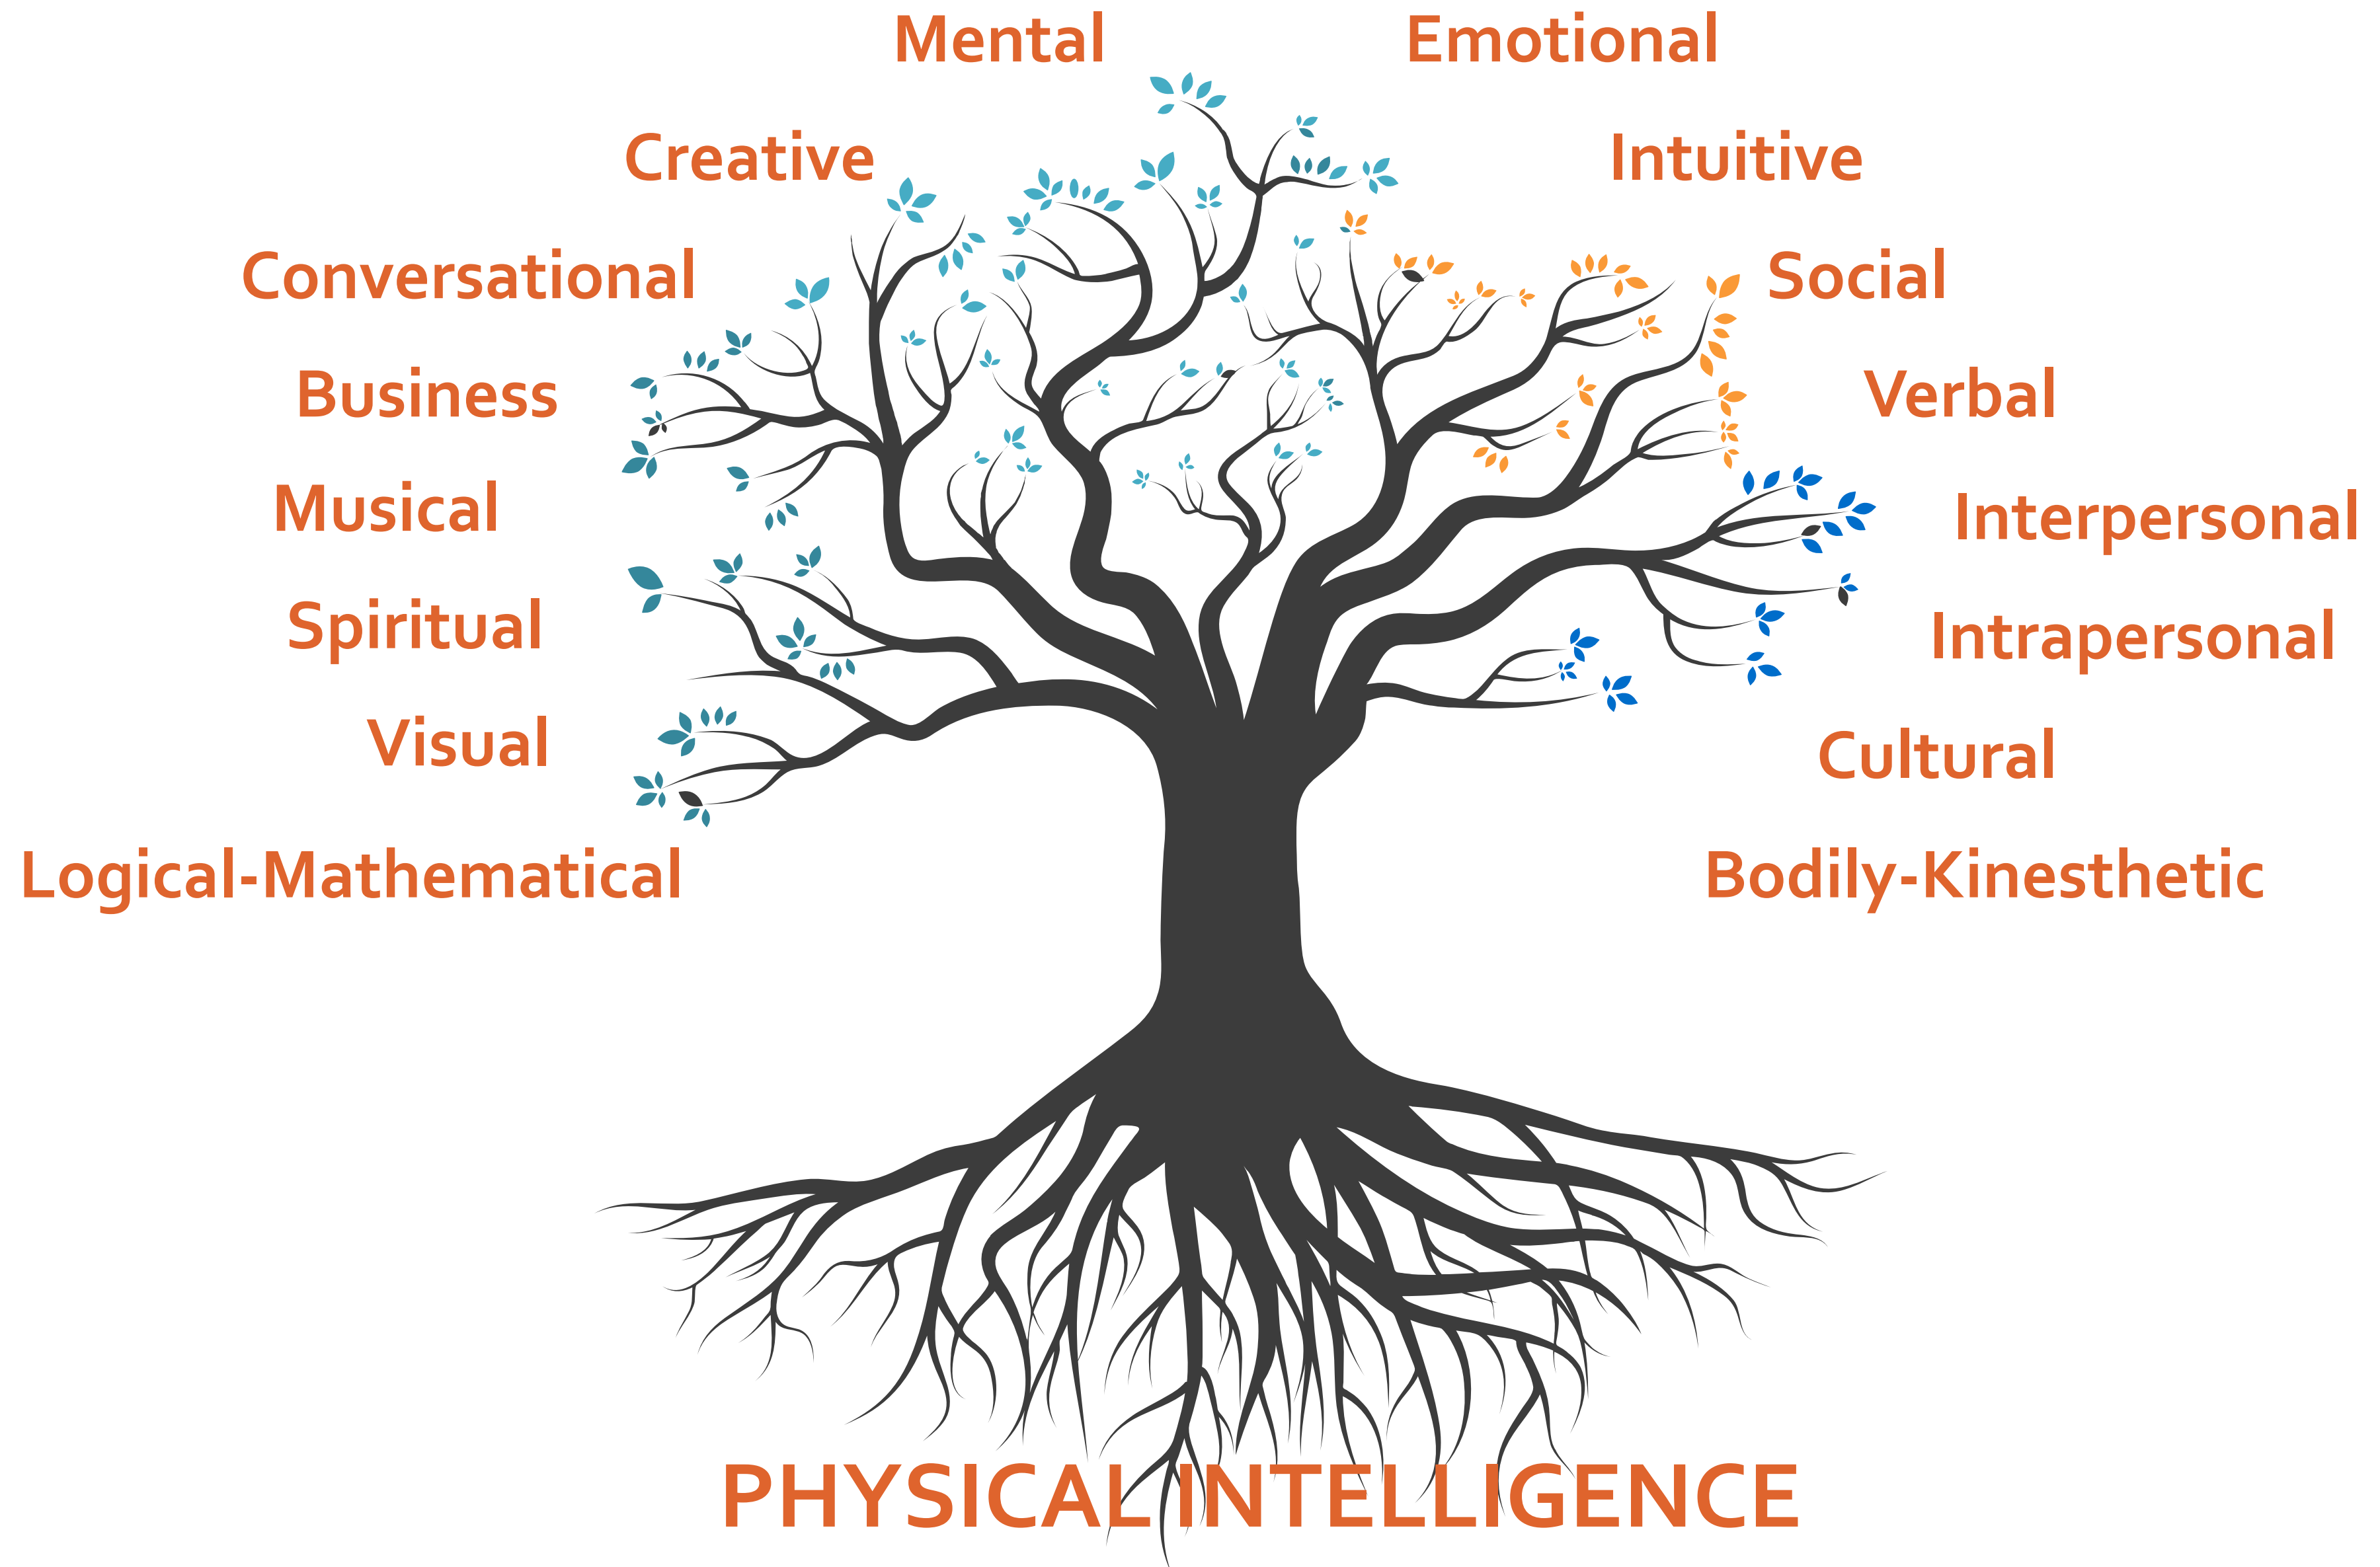 Mental
Emotional
Creative
Intuitive
Conversational
Social
Business
Verbal
Musical
Interpersonal
Spiritual
Intrapersonal
Visual
Cultural
Logical-Mathematical
Bodily-Kinesthetic
PHYSICAL INTELLIGENCE